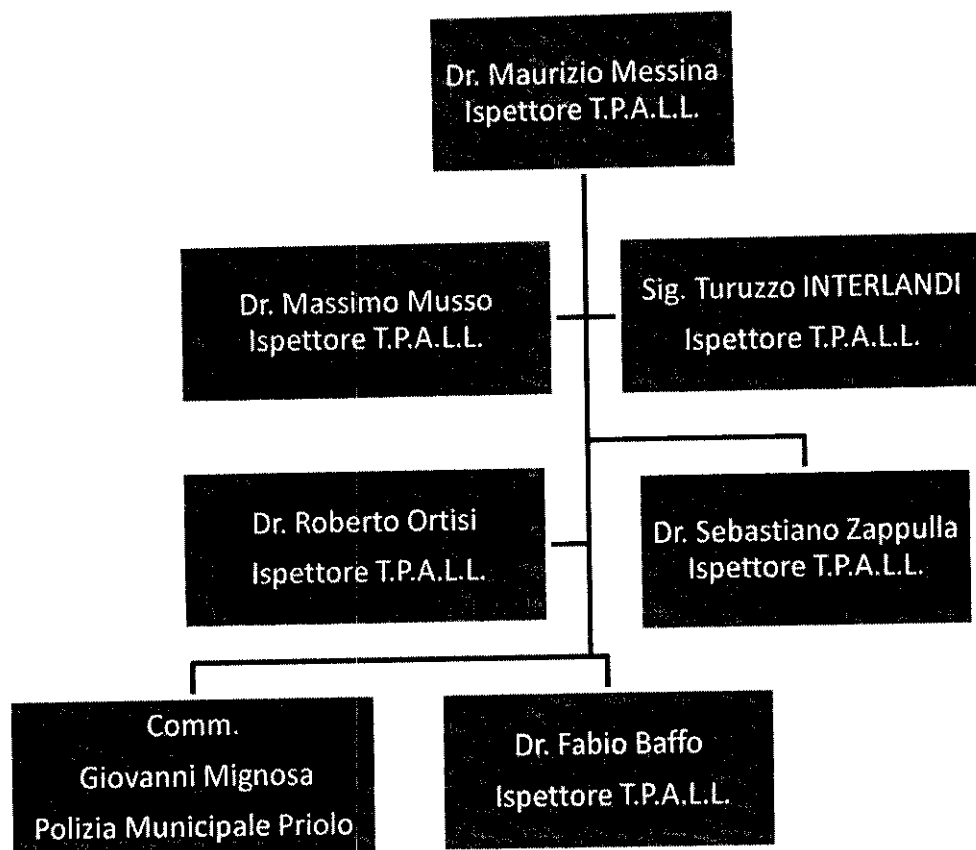 Dr. Maurizio Messina
Ispettore T.P.A.L.L.
Dr. Massimo Musso
Ispettore T.P.A.L.L.
Sig. Turuzzo INTERLANDI
Ispettore T.P.A.L.L.
Dr. Roberto Ortisi
Ispettore T.P.A.L.L.
Dr. Sebastiano Zappulla
Ispettore T.P.A.L.L.
Comm.
Giovanni Mignosa
Polizia Municipale Priolo
Dr. Fabio Baffo
Ispettore T.P.A.L.L.